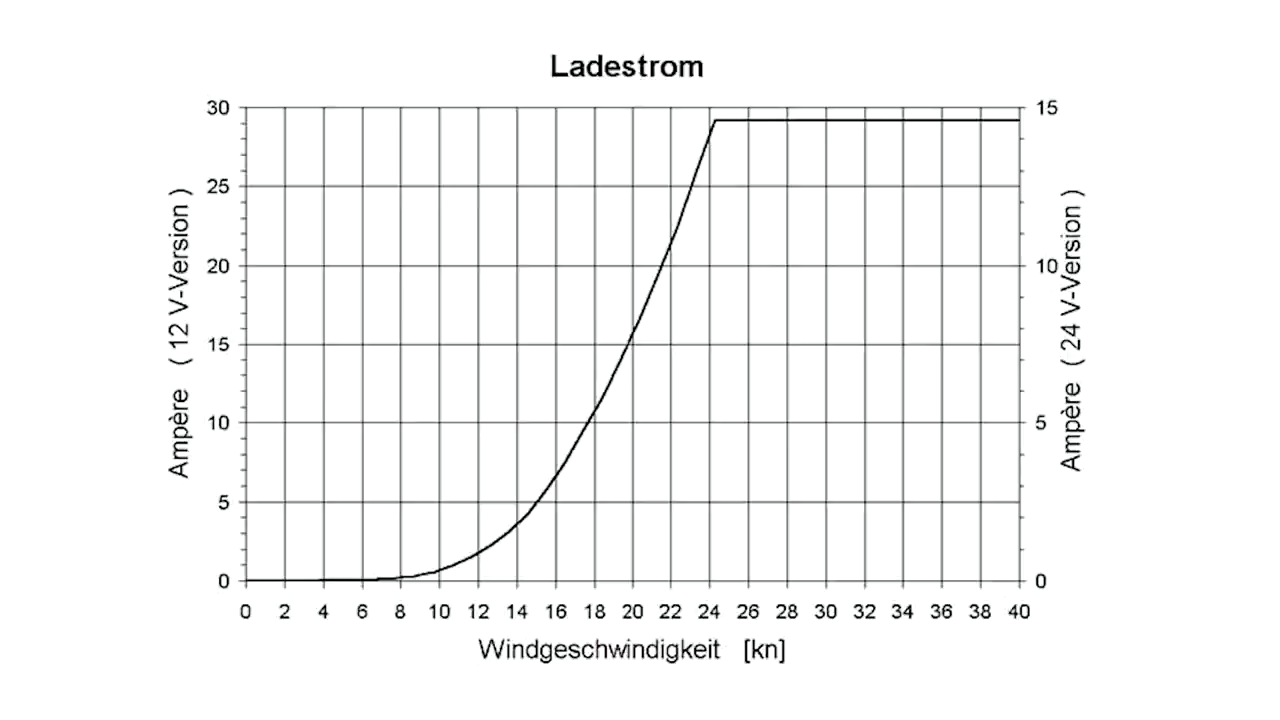 Ladestrom
30 15
25
20 10
15
10 5
5
0 0
Ampère ( 12 V-Version )
Ampère ( 24 V-Version )
0 2 4 6 8 10 12 14 16 18 20 22 24 26 28 30 32 34 36 38 40
Windgeschwindigkeit [kn]